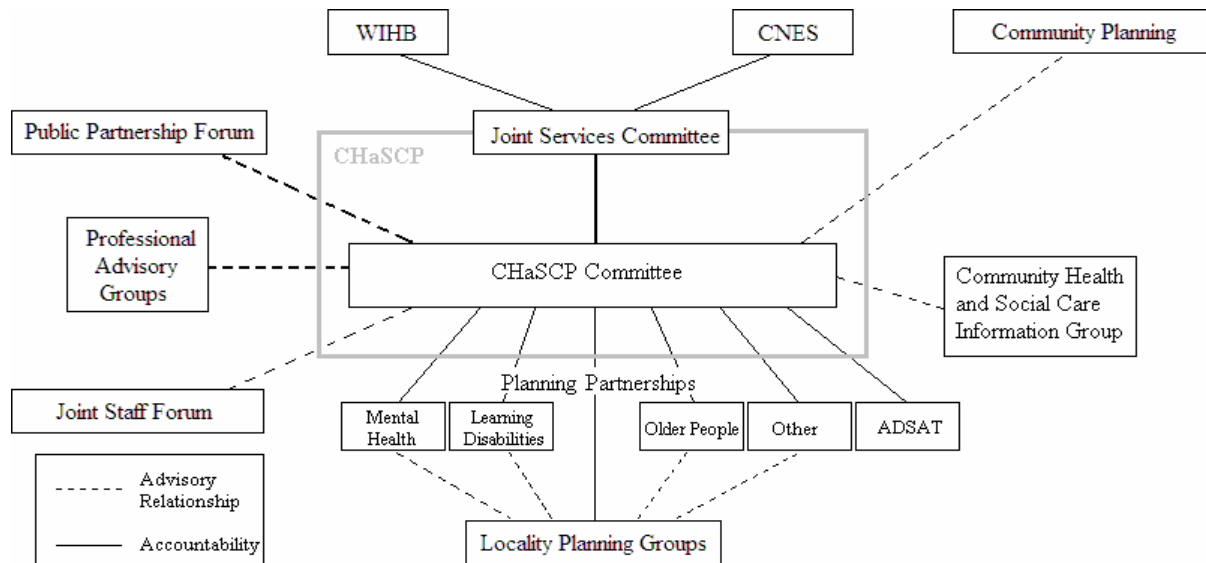 WIHB
CNES
Community Planning
Public Partnership Forum
Joint Services Committee
CHaSCP
Professional
Advisory
Groups
CHaSCP Committee
Community Health
and Social Care
Information Group
Planning Partnerships
Joint Staff Forum
Mental
Health
Learning
Disabilities
Older People
Other
ADSAT
Advisory
Relationship
Accountability
Locality Planning Groups